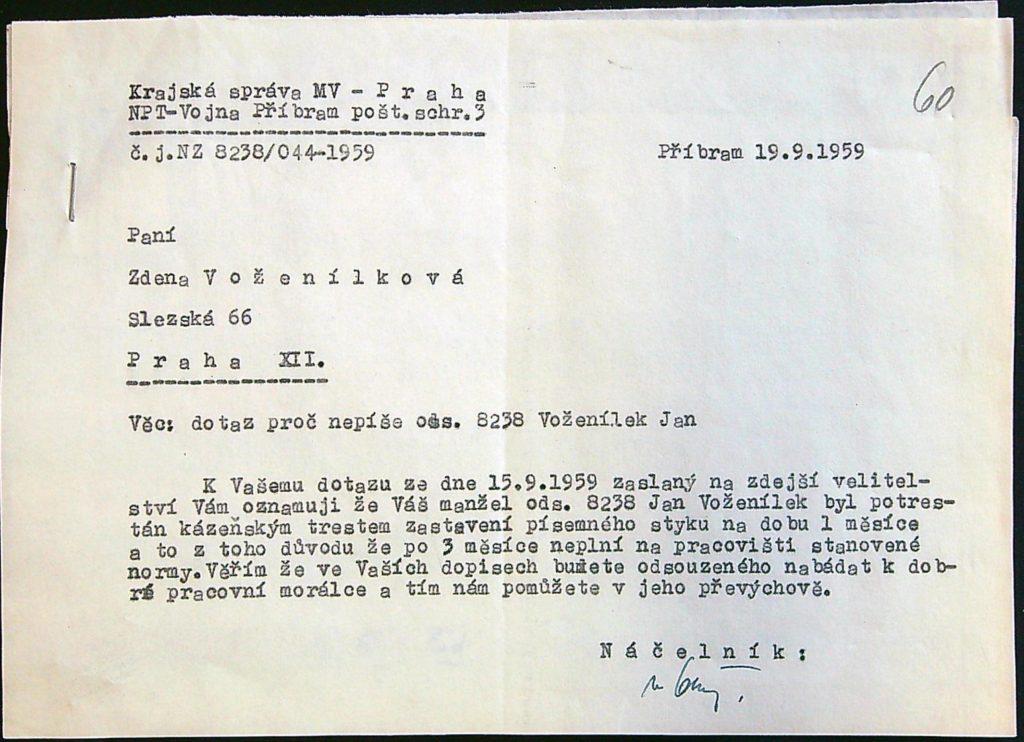 60
Krajská správa MV - P r a h a
NPT-Vojna Příbram pošt.schr.3
č.j.NZ 8238/044-1959
Příbram 19.9.1959
Paní
Zdena V o ž e n í l k o v á
Slezská 66
P r a h a XII.
Věc: dotaz proč nepíše ods. 8238 Voženílek Jan
K Vašemu dotazu ze dne 15.9.1959 zaslaný na zdejší velitel-
ství Vám oznamuji že Váš manžel ods. 8238 Jan Voženílek byl potres-
tán kázeňským trestem zastavení písemného styku na dobu 1 měsíce
a to z toho důvodu že po 3 měsíce neplní na pracovišti stanovené
normy.Věřím že ve Vaších dopisech budete odsouzeného nabádat k dob-
ré pracovní morálce a tím nám pomůžete v jeho převýchově.
N á č e l n í k :